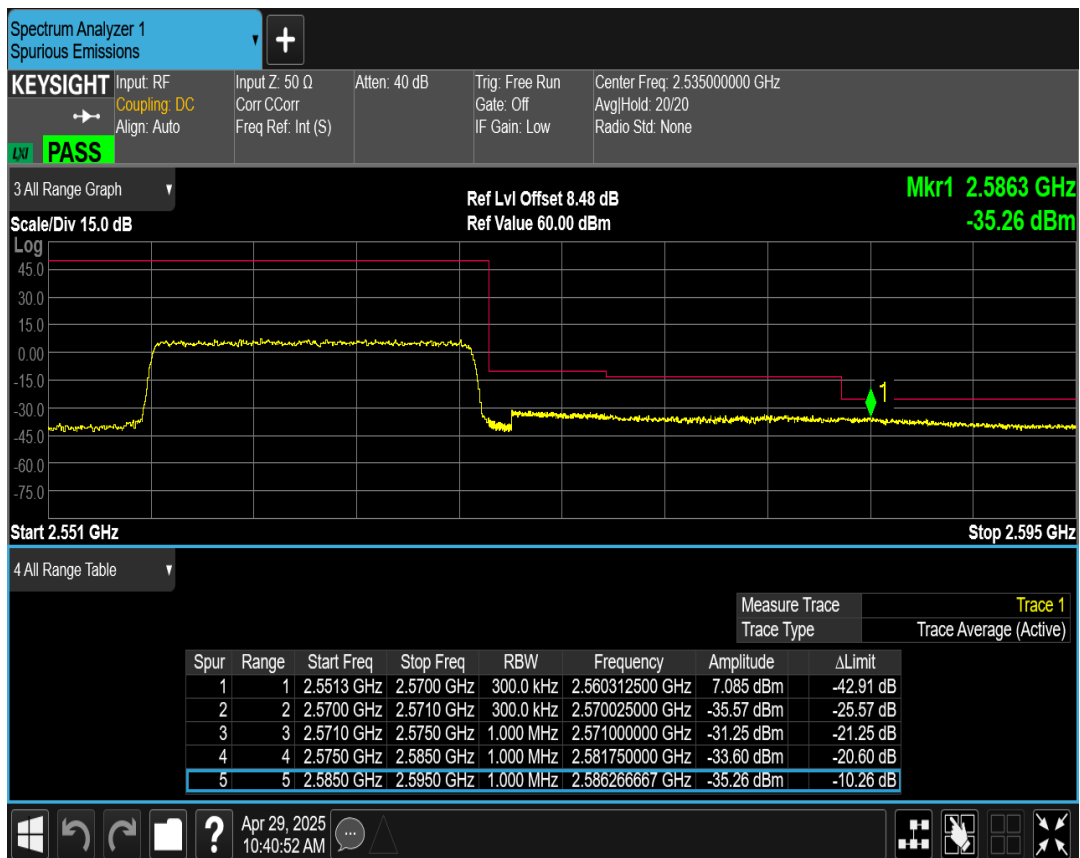 Spectrum Analyzer 1
Spurious Emissions
+
KEYSIGHT
LXI PASS
Input: RF
Coupling: DC
Align: Auto
Input Z: 50 Ω
Corr CCorr
Freq Ref: Int (S)
Atten: 40 dB
Trig: Free Run
Gate: Off
IF Gain: Low
Center Freq: 2.535000000 GHz
Avg|Hold: 20/20
Radio Std: None
3 All Range Graph
Scale/Div 15.0 dB
Ref Lvl Offset 8.48 dB
Ref Value 60.00 dBm
Mkr1 2.5863 GHz
-35.26 dBm
Log
45.0
30.0
15.0
0.00
-15.0
-30.0
-45.0
-60.0
-75.0
1
Start 2.551 GHz
Stop 2.595 GHz
4 All Range Table
Measure Trace Trace 1
Trace Type Trace Average (Active)
Spur Range Start Freq Stop Freq RBW Frequency Amplitude ΔLimit
1 1 2.5513 GHz 2.5700 GHz 300.0 kHz 2.560312500 GHz 7.085 dBm -42.91 dB
2 2 2.5700 GHz 2.5710 GHz 300.0 kHz 2.570025000 GHz -35.57 dBm -25.57 dB
3 3 2.5710 GHz 2.5750 GHz 1.000 MHz 2.571000000 GHz -31.25 dBm -21.25 dB
4 4 2.5750 GHz 2.5850 GHz 1.000 MHz 2.581750000 GHz -33.60 dBm -20.60 dB
5 5 2.5850 GHz 2.5950 GHz 1.000 MHz 2.586266667 GHz -35.26 dBm -10.26 dB
?
Apr 29, 2025
10:40:52 AM